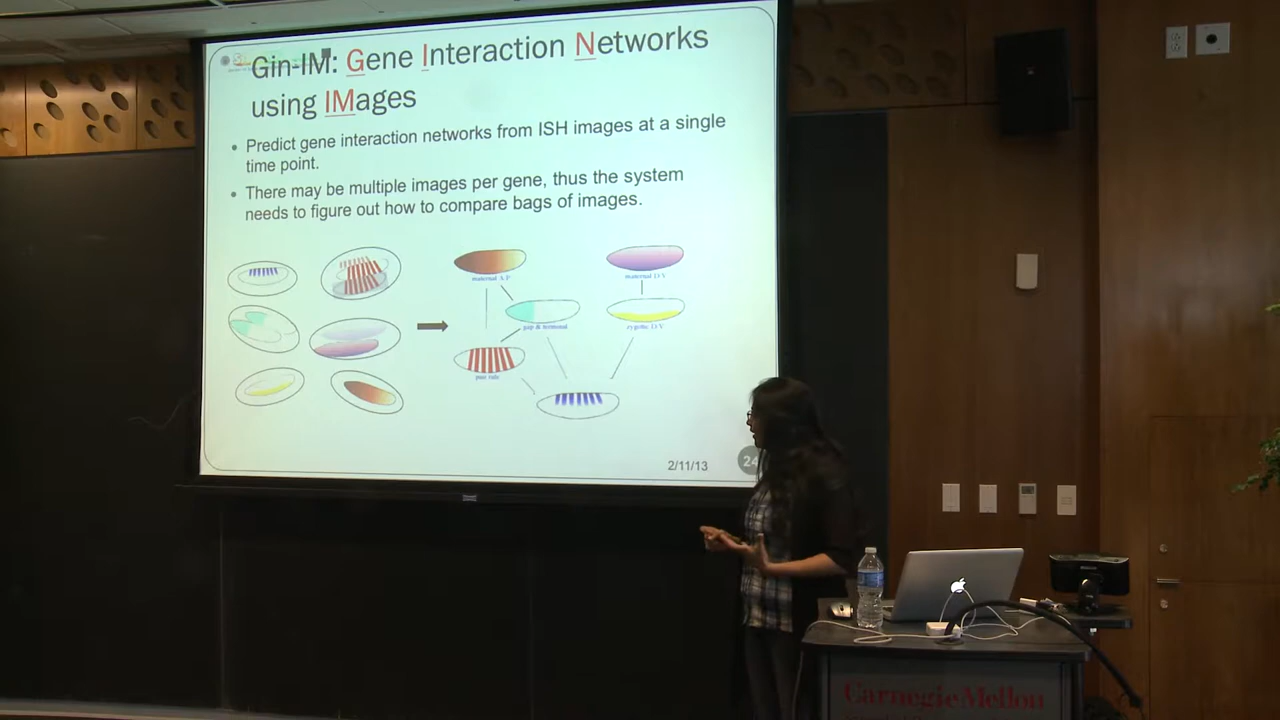 Gin-IM: Gene Interaction Networks
using IMages
• Predict gene interaction networks from ISH images at a single
time point.
• There may be multiple images per gene, thus the system
needs to figure out how to compare bags of images.
maternal A/P
maternal D/V
gap & terminal
zygotic D/V
pair rule
2/11/13
24
Carnegie Mellon